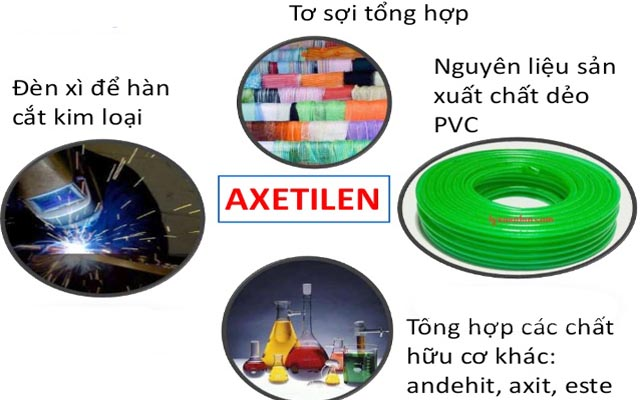 Tơ sợi tổng hợp
Đèn xì để hàn
cắt kim loại
Nguyên liệu sản
xuất chất dẻo
PVC
AXETILEN
Tông hợp các chất
hữu cơ khác:
andehit, axit, este